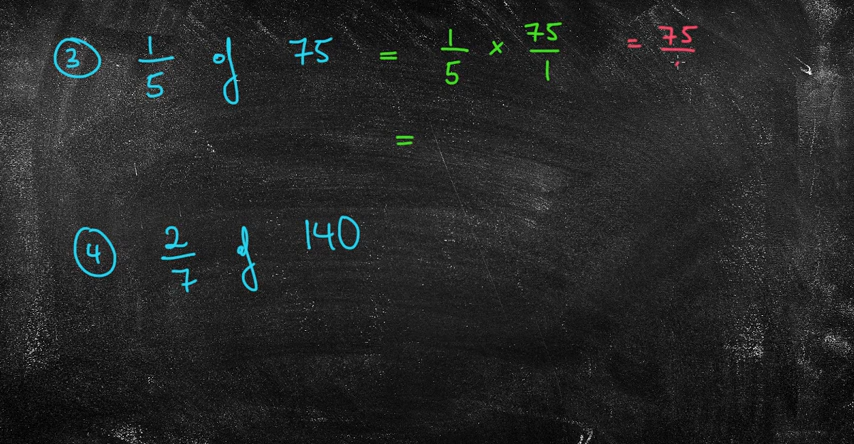 ③ 1/5 of 75 = 1/5 × 75/1 = 75/
=
④ 2/7 of 140